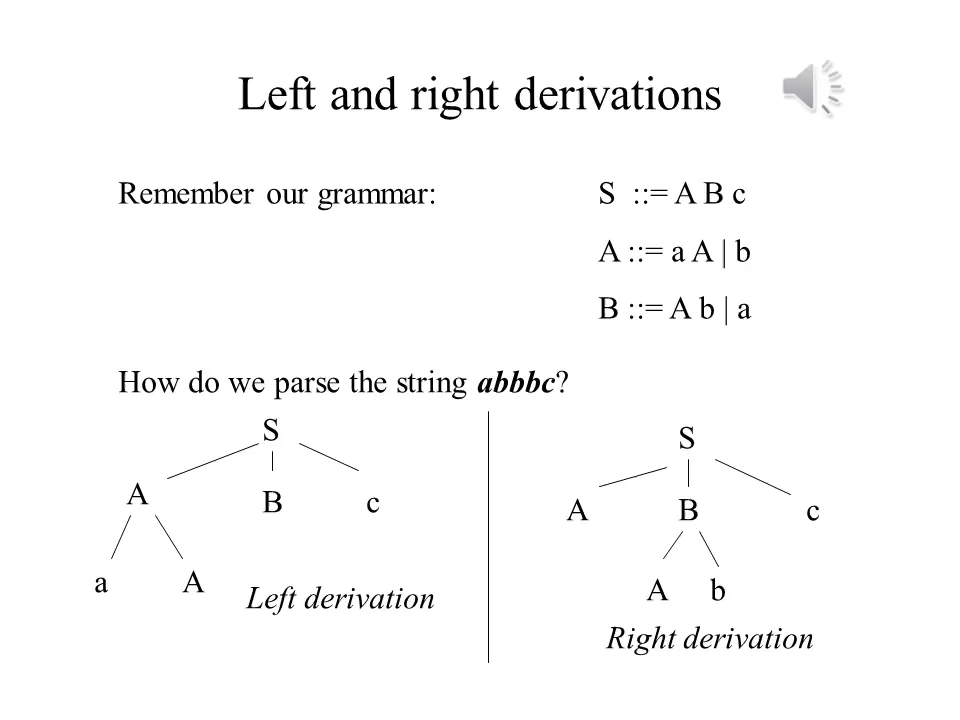 Left and right derivations
Remember our grammar:
S ::= A B c
A ::= a A | b
B ::= A b | a
How do we parse the string abbbc?
S
A B c
a A
Left derivation
S
A B c
A b
Right derivation